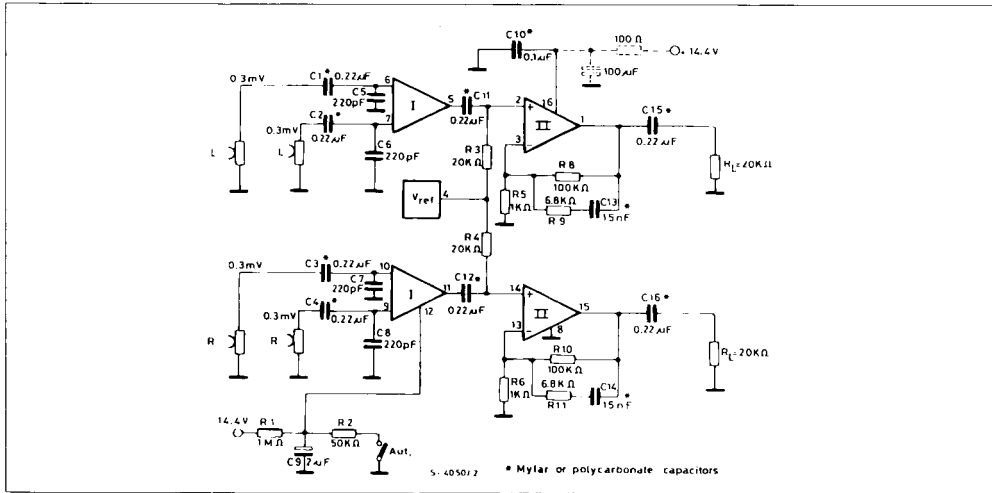 C10*
0.1µF
100Ω
+14.4V
100µF
0.3mV
C1* 0.22µF
C5
220pF
6
I
5
* C11
0.22µF
2
+
16
II
1
C15*
0.22µF
C2*
0.22µF
7
0.3mV
C6
220pF
L
L
R3
20KΩ
3
-
R8
100KΩ
R5
1KΩ
6.8KΩ
R9
C13*
15nF
RL=20KΩ
Vref
4
R4
20KΩ
0.3mV
C3* 0.22µF
C7
220pF
10
I
11
12
C12*
0.22µF
14
+
II
15
C16*
0.22µF
C4*
0.22µF
9
0.3mV
C8
220pF
R
R
13
-
8
R10
100KΩ
R6
1KΩ
6.8KΩ
R11
C14
15nF*
RL=20KΩ
14.4V
R1
1MΩ
R2
50KΩ
C9 2µF
Aut.
S-4050/2
* Mylar or polycarbonate capacitors